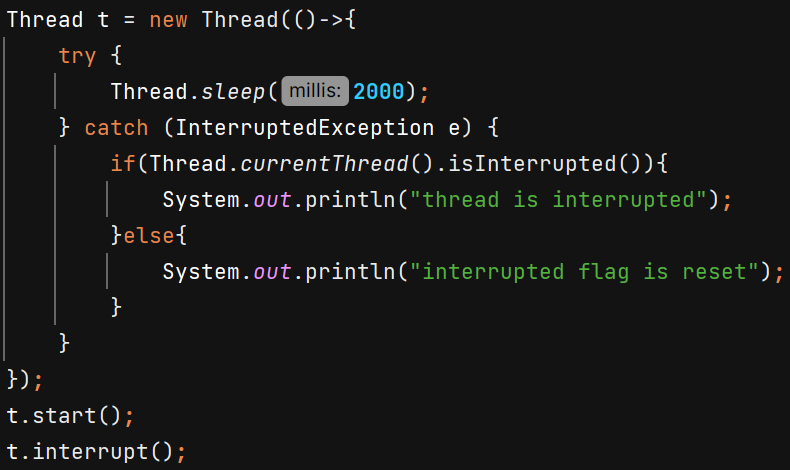 Thread t = new Thread(()->{
    try {
        Thread.sleep( millis: 2000);
    } catch (InterruptedException e) {
        if(Thread.currentThread().isInterrupted()){
            System.out.println("thread is interrupted");
        }else{
            System.out.println("interrupted flag is reset");
        }
    }
});
t.start();
t.interrupt();